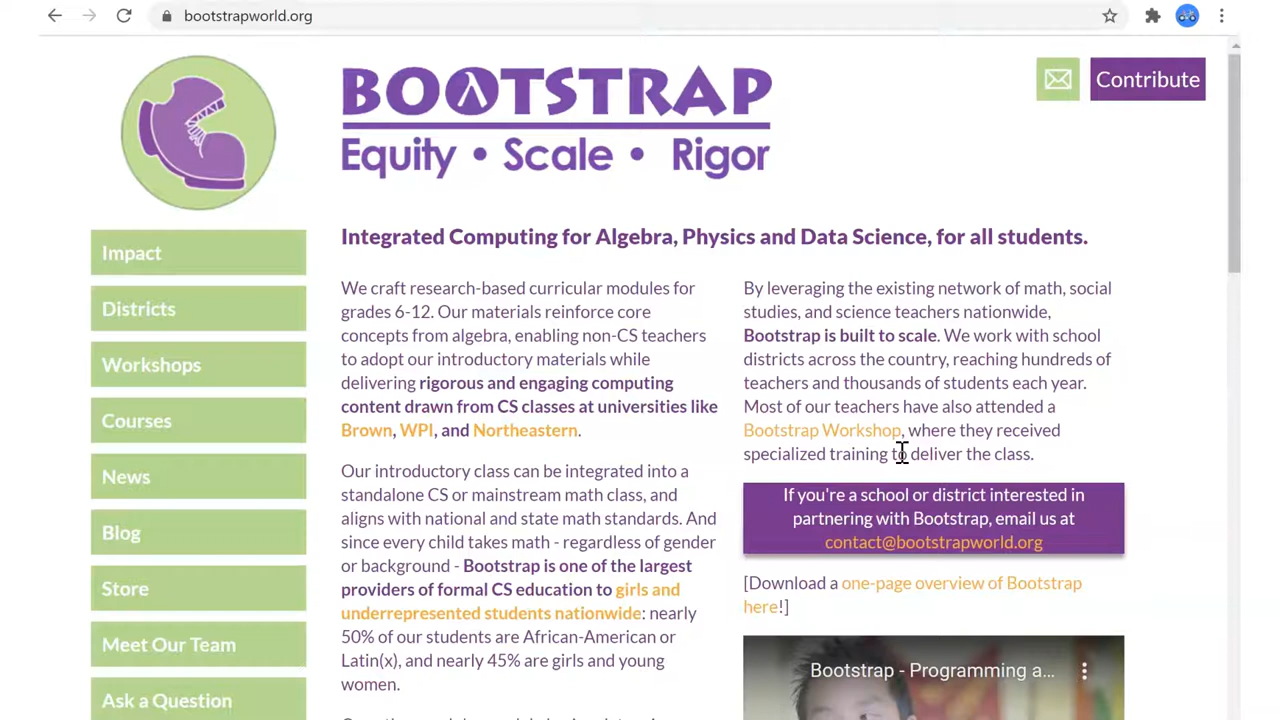 bootstrapworld.org
BOOTSTRAP
Equity • Scale • Rigor
Contribute
Integrated Computing for Algebra, Physics and Data Science, for all students.
Impact
Districts
Workshops
Courses
News
Blog
Store
Meet Our Team
Ask a Question
We craft research-based curricular modules for
grades 6-12. Our materials reinforce core
concepts from algebra, enabling non-CS teachers
to adopt our introductory materials while
delivering rigorous and engaging computing
content drawn from CS classes at universities like
Brown, WPI, and Northeastern.
Our introductory class can be integrated into a
standalone CS or mainstream math class, and
aligns with national and state math standards. And
since every child takes math - regardless of gender
or background - Bootstrap is one of the largest
providers of formal CS education to girls and
underrepresented students nationwide: nearly
50% of our students are African-American or
Latin(x), and nearly 45% are girls and young
women.
By leveraging the existing network of math, social
studies, and science teachers nationwide,
Bootstrap is built to scale. We work with school
districts across the country, reaching hundreds of
teachers and thousands of students each year.
Most of our teachers have also attended a
Bootstrap Workshop, where they received
specialized training to deliver the class.
If you're a school or district interested in
partnering with Bootstrap, email us at
contact@bootstrapworld.org
[Download a one-page overview of Bootstrap
here!]
Bootstrap - Programming a...